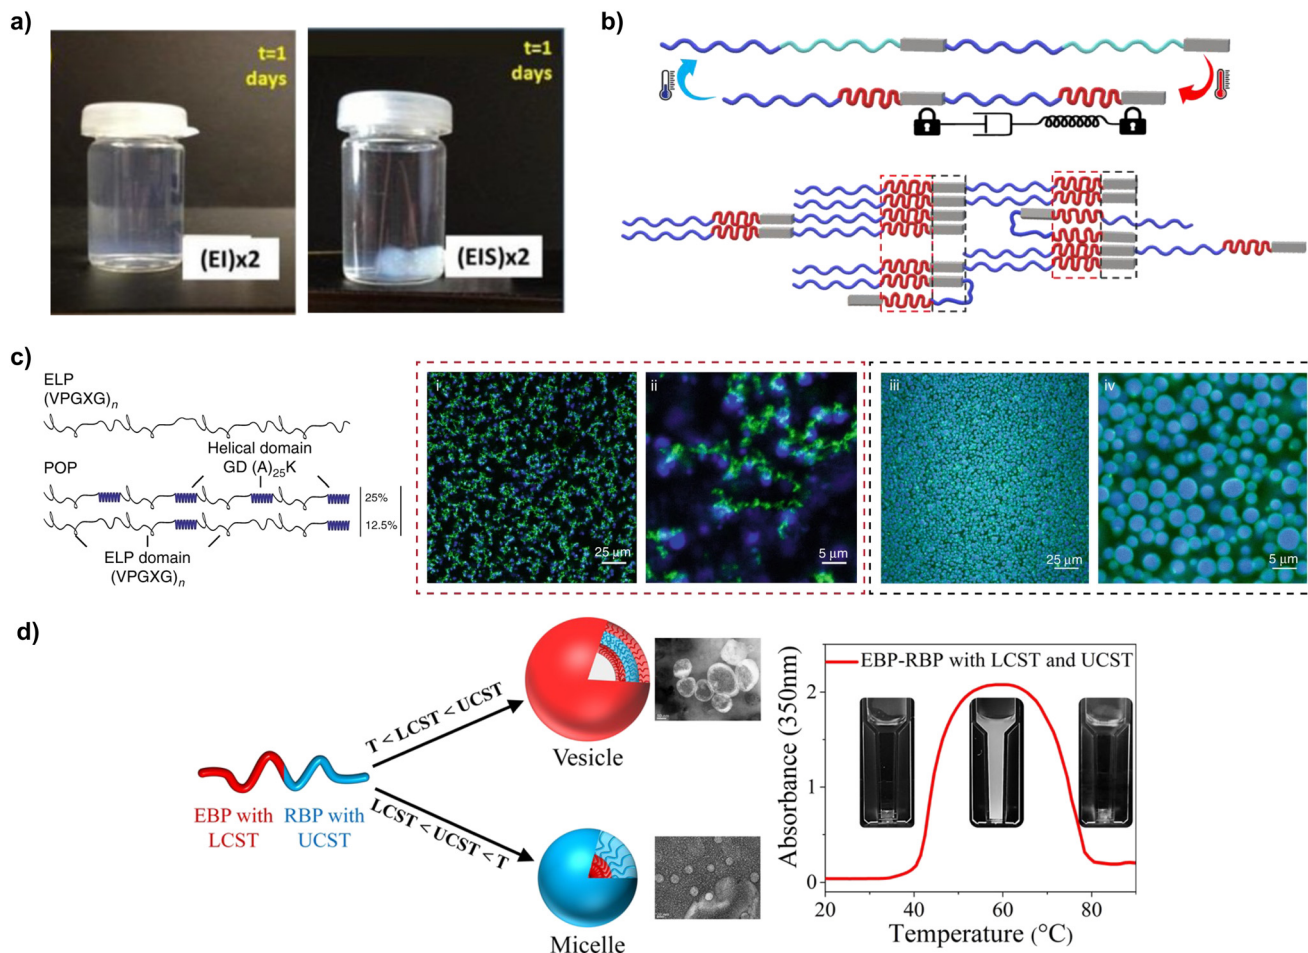 a)
t=1
days
(EI)x2
t=1
days
(EIS)x2
b)
c)
ELP
(VPGXG)n
Helical domain
GD (A)25K
POP
25%
12.5%
ELP domain
(VPGXG)n
i
25 µm
ii
5 µm
iii
25 µm
iv
5 µm
d)
EBP with
LCST
RBP with
UCST
T < LCST < UCST
LCST < UCST < T
Vesicle
Micelle
EBP-RBP with LCST and UCST
Absorbance (350nm)
2
1
0
20
40
60
80
Temperature (°C)